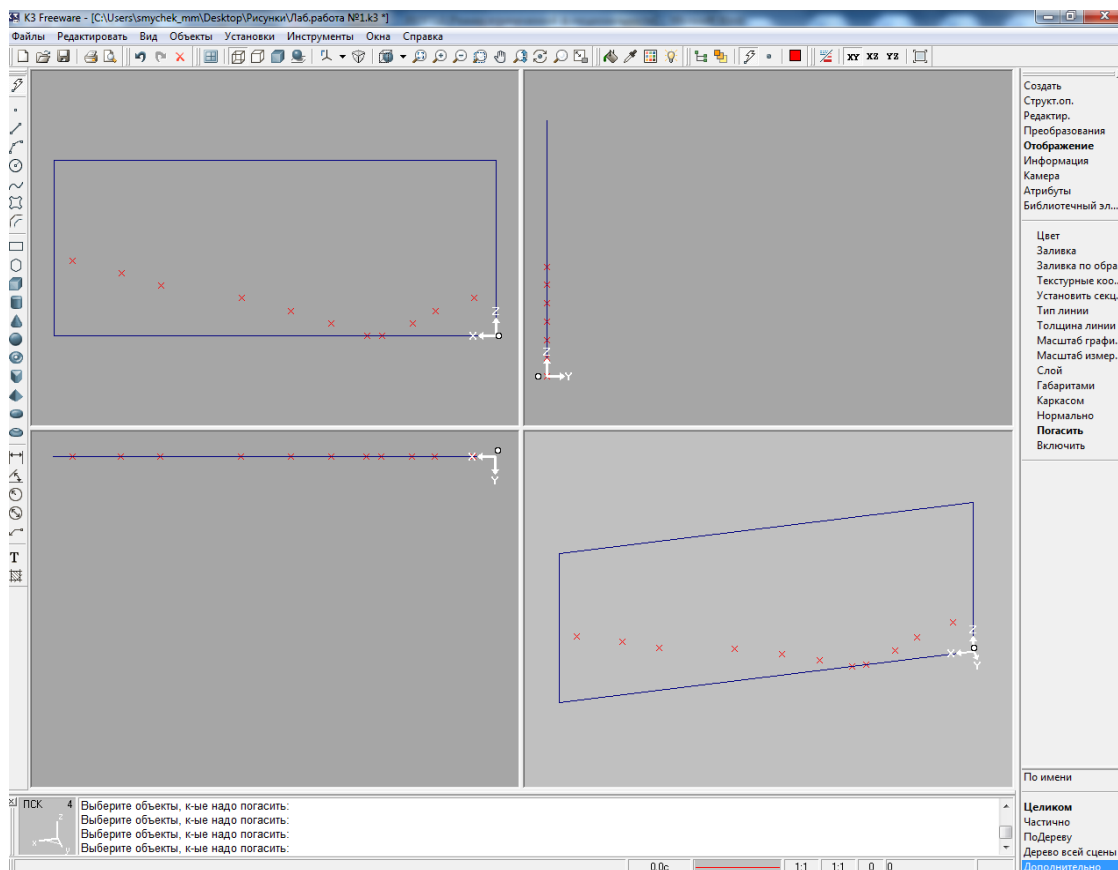 K3 Freeware - [C:\Users\smychek_mm\Desktop\Рисунки\Лаб.работа №1.k3 *]
Файлы Редактировать Вид Объекты Установки Инструменты Окна Справка
XY XZ YZ
Создать
Структ.оп.
Редактир.
Преобразования
Отображение
Информация
Камера
Атрибуты
Библиотечный эл...
Цвет
Заливка
Заливка по обра
Текстурные коо..
Установить секц.
Тип линии
Толщина линии
Масштаб графи.
Масштаб измер.
Слой
Габаритами
Каркасом
Нормально
Погасить
Включить
Z
X
Z
Y
X
Y
Z
X
Y
T
По имени
Целиком
Частично
ПоДереву
Дерево всей сцены
Дополнительно
ПСК 4
z
x
y
Выберите объекты, к-ые надо погасить:
Выберите объекты, к-ые надо погасить:
Выберите объекты, к-ые надо погасить:
Выберите объекты, к-ые надо погасить:
0.0с 1:1 1:1 0 0